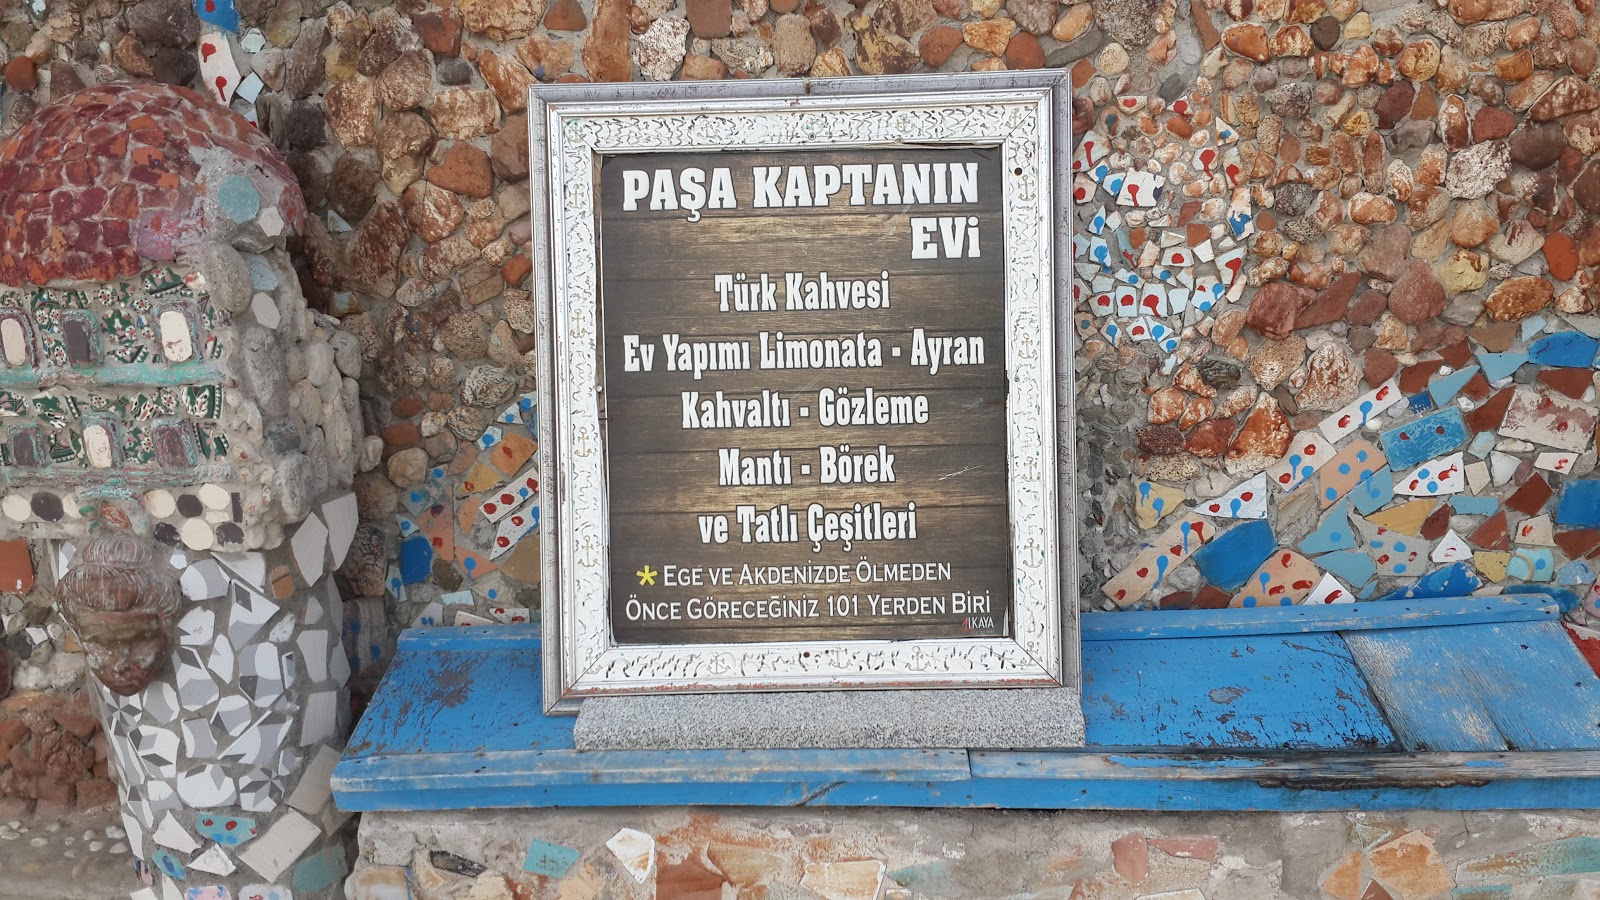 PAŞA KAPTANIN
EVi
Türk Kahvesi
Ev Yapımı Limonata - Ayran
Kahvaltı - Gözleme
Mantı - Börek
ve Tatlı Çeşitleri
* EGE VE AKDENİZDE ÖLMEDEN
ÖNCE GÖRECEĞİNİZ 101 YERDEN BİRİ
ALKAYA